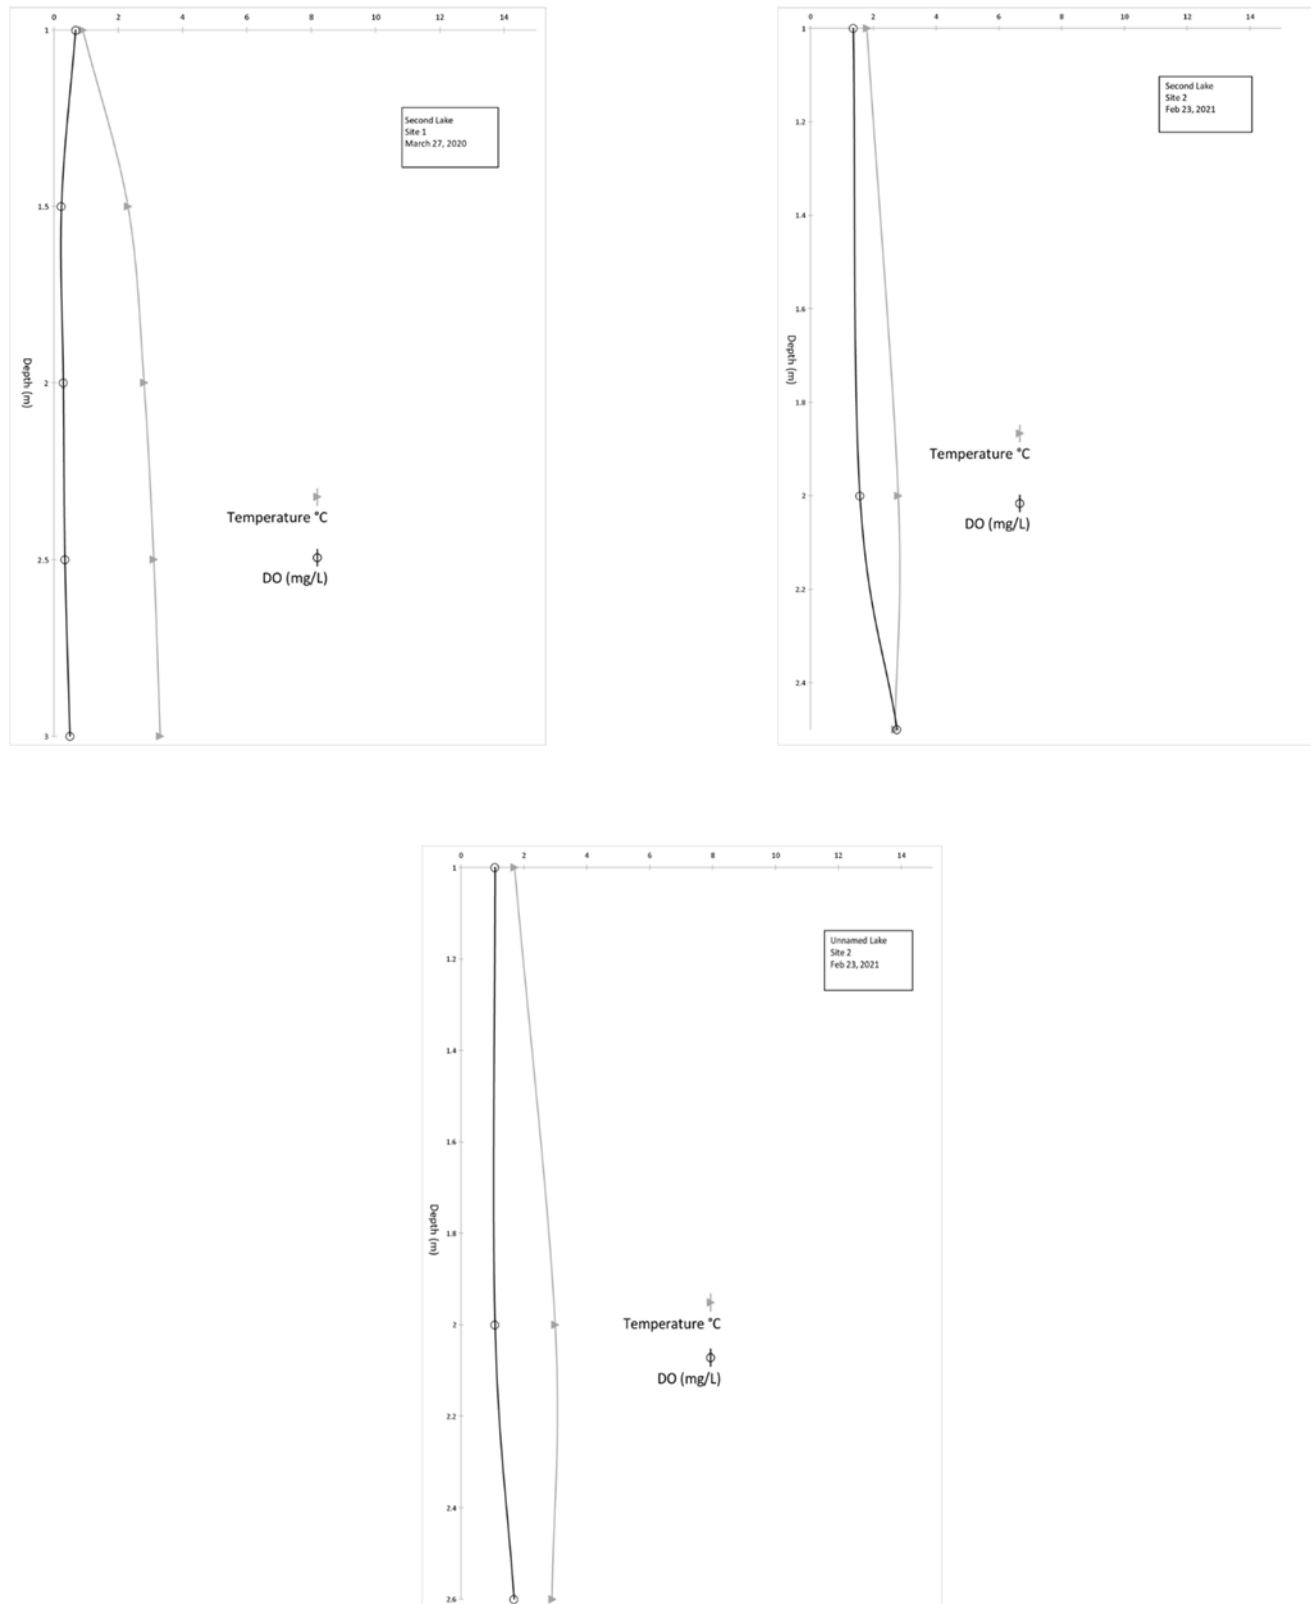 0 2 4 6 8 10 12 14
1
Second Lake
Site 1
March 27, 2020
1.5
Depth (m)
2
Temperature °C
2.5
DO (mg/L)
3
0 2 4 6 8 10 12 14
1
Second Lake
Site 2
Feb 23, 2021
1.2
1.4
1.6
Depth (m)
1.8
Temperature °C
2
DO (mg/L)
2.2
2.4
0 2 4 6 8 10 12 14
1
Unnamed Lake
Site 2
Feb 23, 2021
1.2
1.4
1.6
Depth (m)
1.8
2
Temperature °C
DO (mg/L)
2.2
2.4
2.6